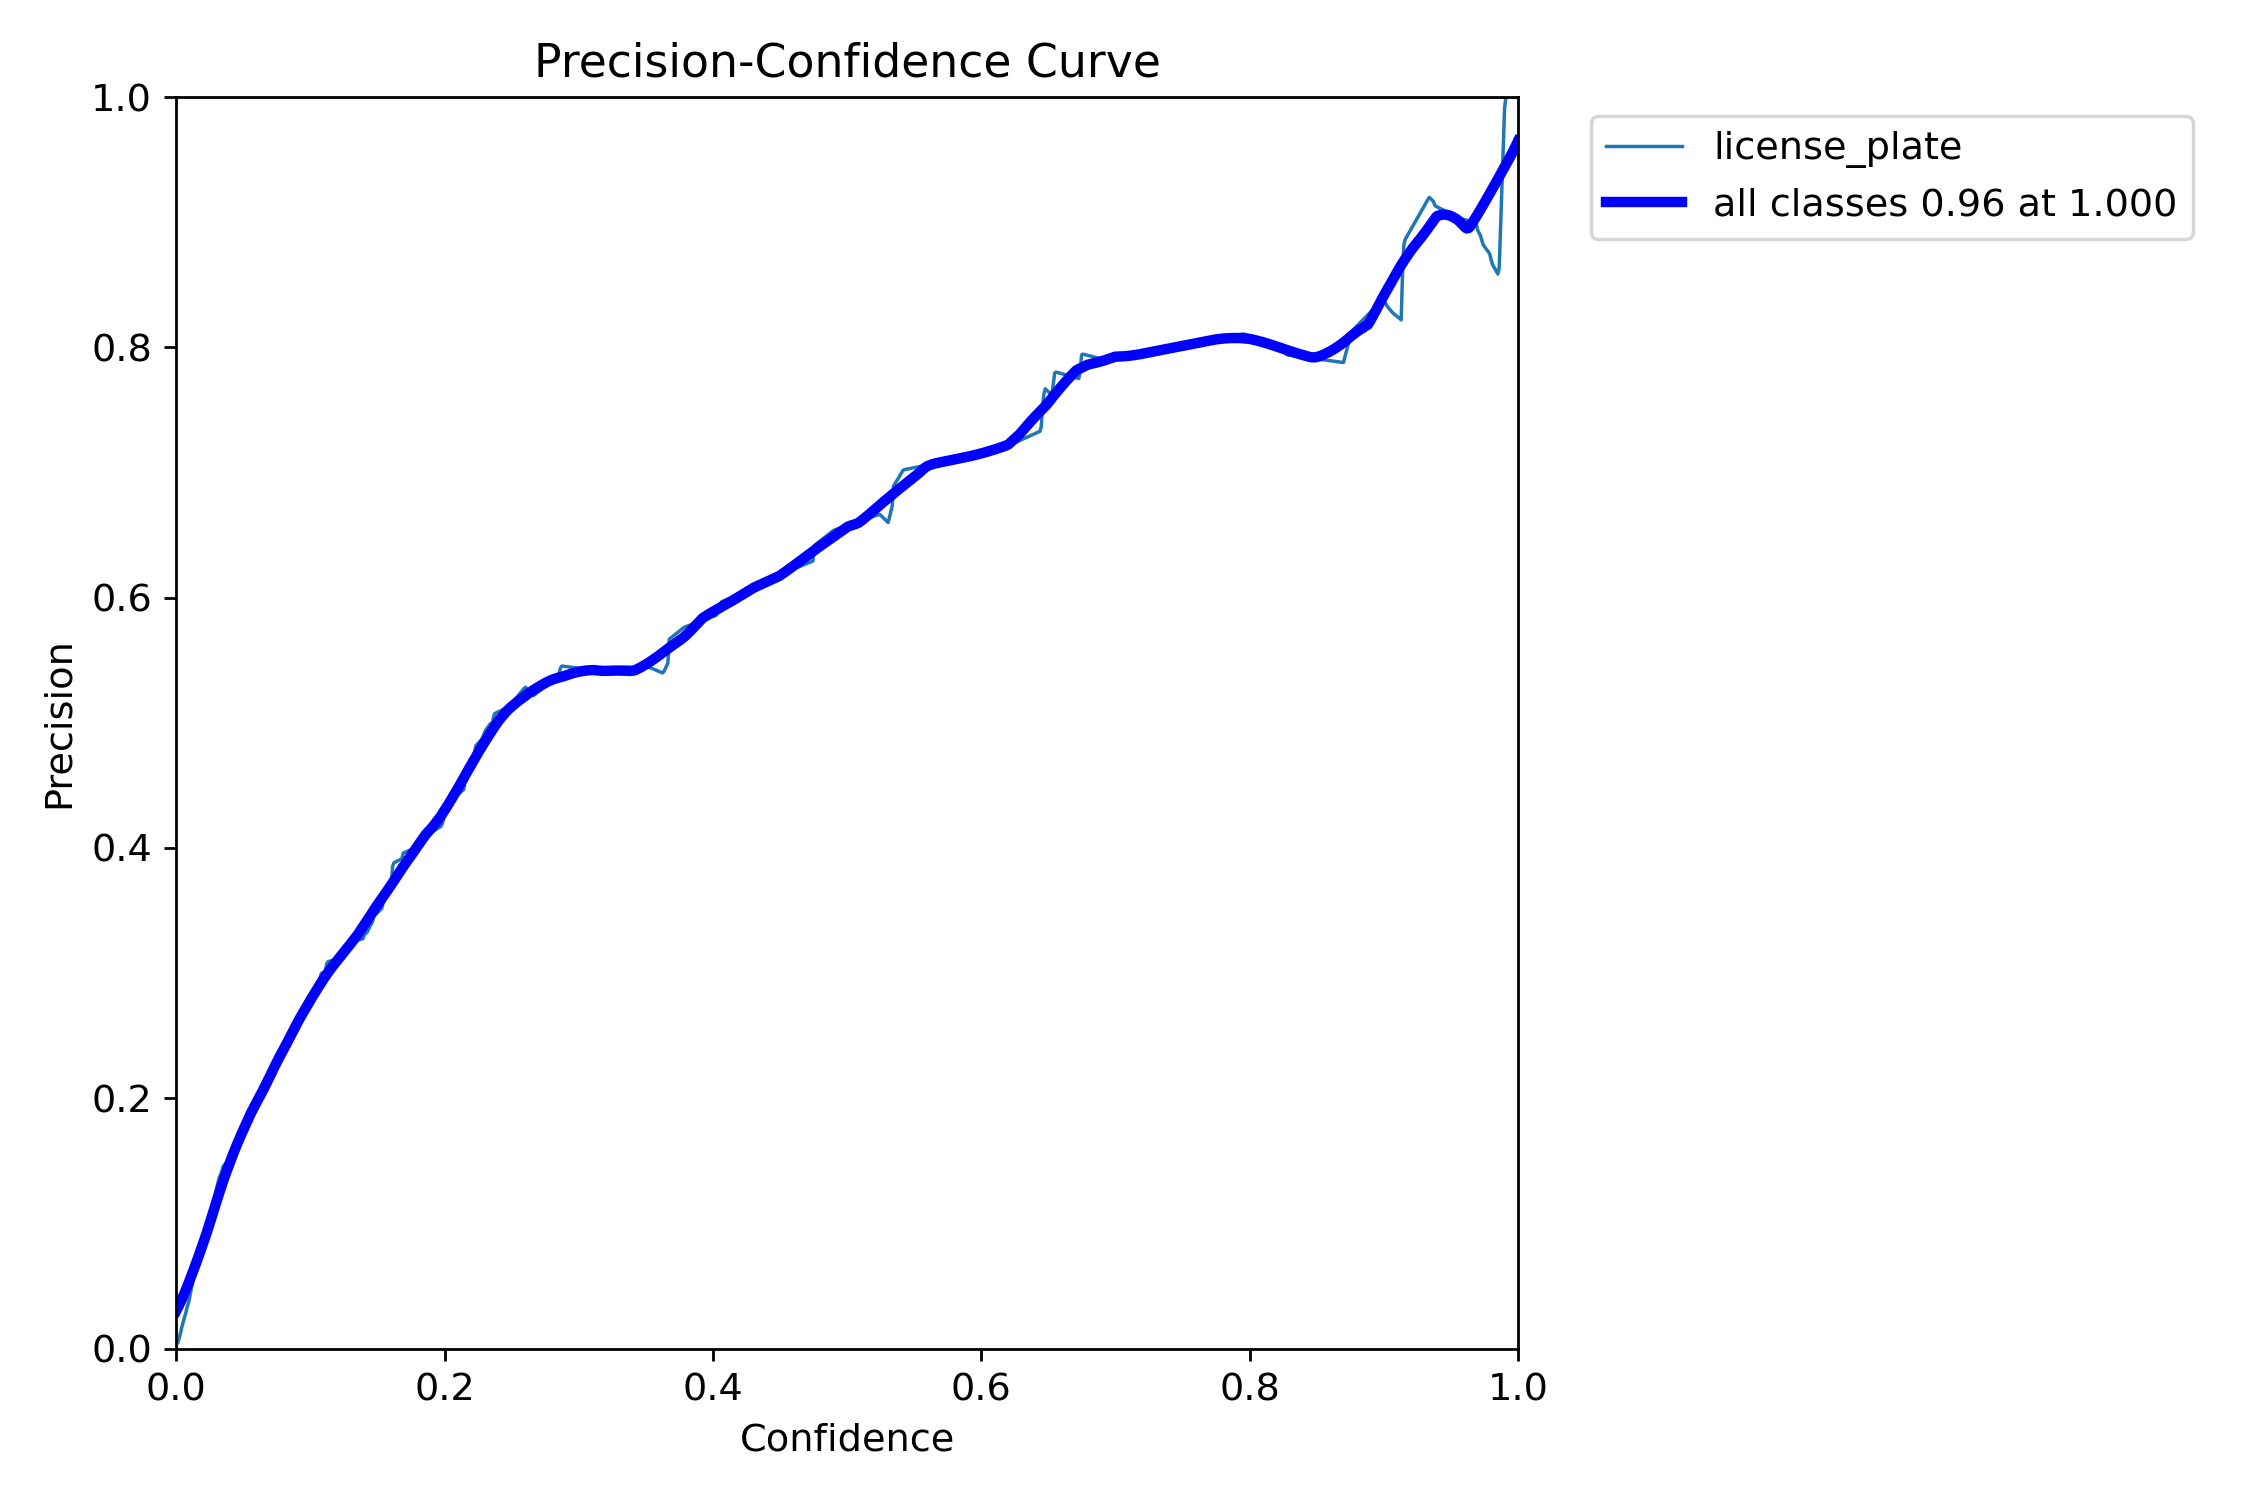 Precision-Confidence Curve
1.0
0.8
0.6
0.4
0.2
0.0
Precision
0.0 0.2 0.4 0.6 0.8 1.0
Confidence
license_plate
all classes 0.96 at 1.000